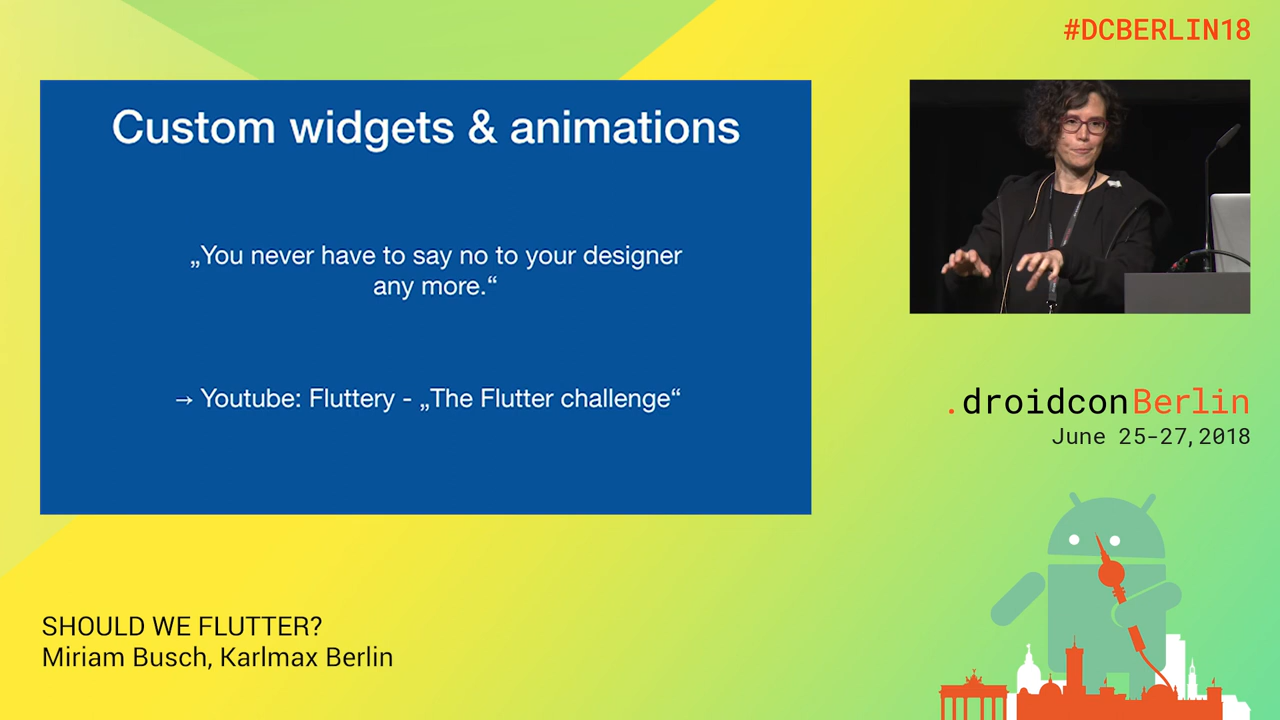 #DCBERLIN18
Custom widgets & animations
„You never have to say no to your designer
any more.“
→ Youtube: Fluttery - „The Flutter challenge“
.droidconBerlin
June 25-27, 2018
SHOULD WE FLUTTER?
Miriam Busch, Karlmax Berlin